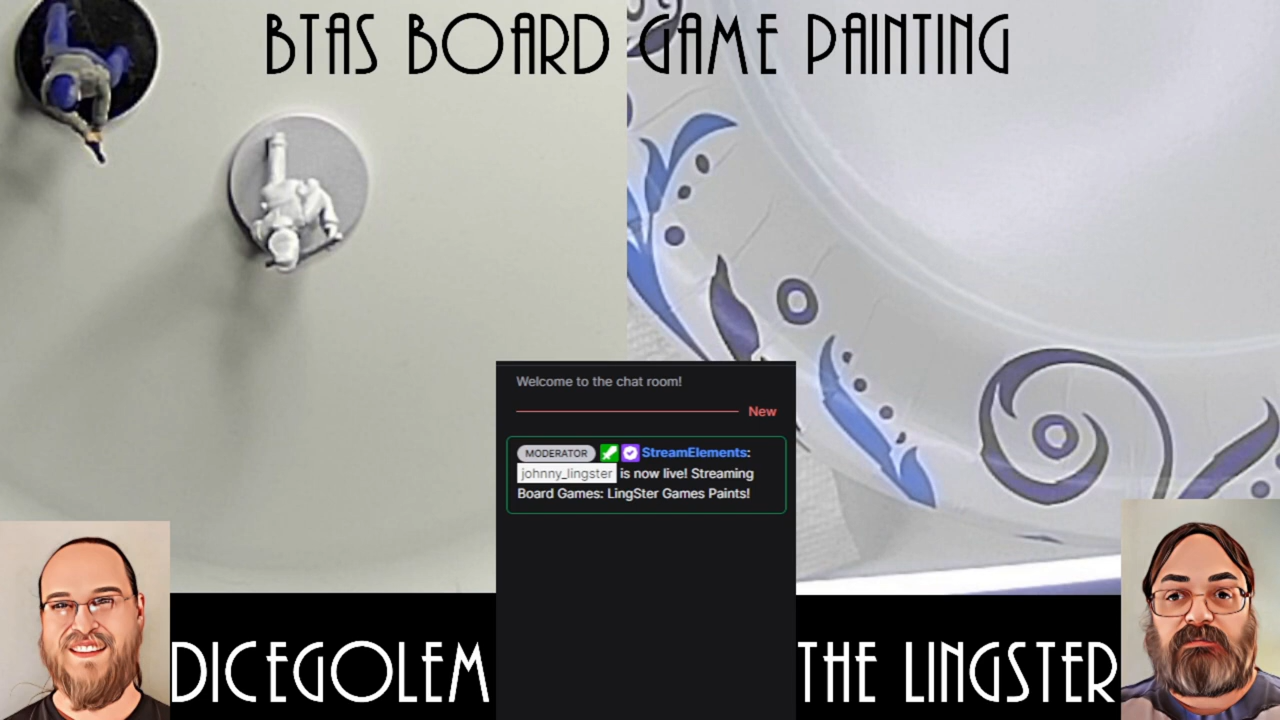 BTAS BOARD GAME PAINTING
Welcome to the chat room!
New
MODERATOR StreamElements:
johnny_lingster is now live! Streaming
Board Games: LingSter Games Paints!
DICEGOLEM
THE LINGSTER